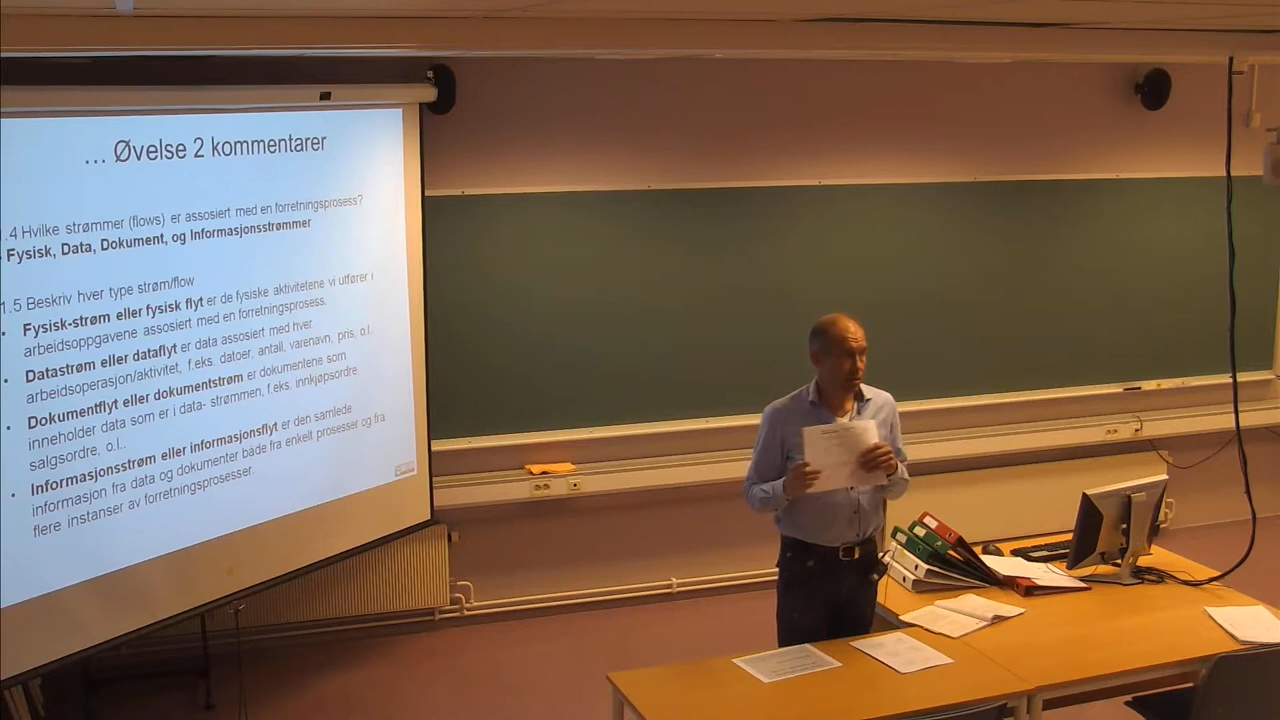 ... Øvelse 2 kommentarer
1.4 Hvilke strømmer (flows) er assosiert med en forretningsprosess?
- Fysisk, Data, Dokument, og Informasjonsstrømmer
1.5 Beskriv hver type strøm/flow
• Fysisk-strøm eller fysisk flyt er de fysiske aktivitetene vi utfører i
arbeidsoppgavene assosiert med en forretningsprosess.
• Datastrøm eller dataflyt er data assosiert med hver
arbeidsoperasjon/aktivitet, f.eks. datoer, antall, varenavn, pris, o.l..
• Dokumentflyt eller dokumentstrøm er dokumentene som
inneholder data som er i data- strømmen, f.eks. innkjøpsordre,
salgsordre, o.l..
• Informasjonsstrøm eller informasjonsflyt er den samlede
informasjon fra data og dokumenter både fra enkelt prosesser og fra
flere instanser av forretningsprosesser.